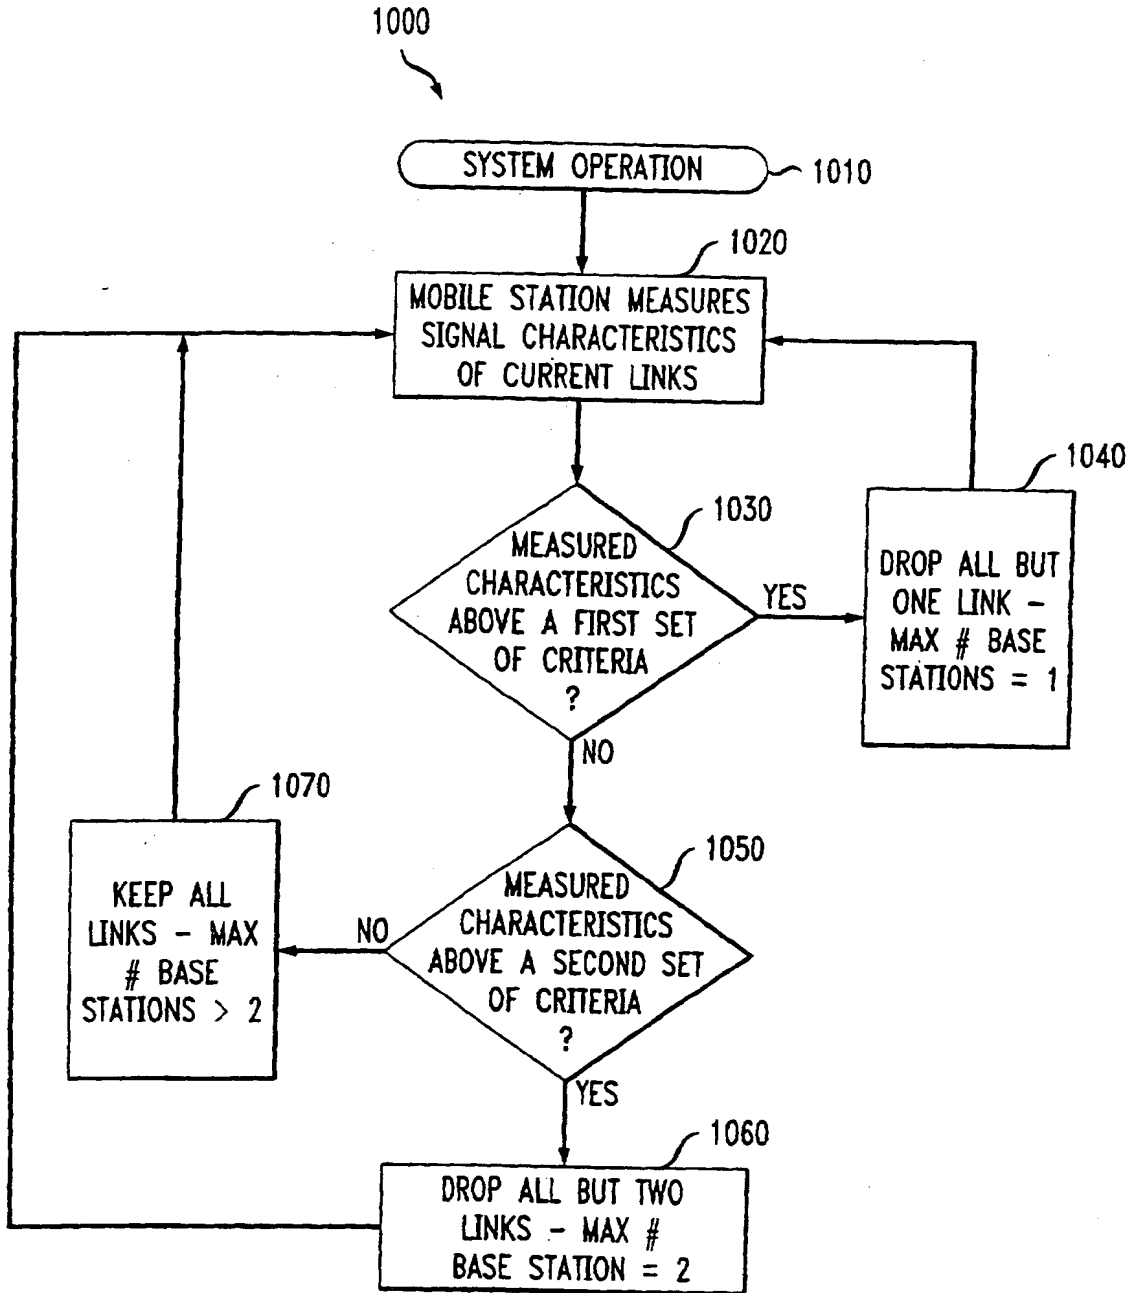 1000
SYSTEM OPERATION
1010
1020
MOBILE STATION MEASURES
SIGNAL CHARACTERISTICS
OF CURRENT LINKS
1030
MEASURED
CHARACTERISTICS
ABOVE A FIRST SET
OF CRITERIA
?
YES
NO
1040
DROP ALL BUT
ONE LINK -
MAX # BASE
STATIONS = 1
1050
MEASURED
CHARACTERISTICS
ABOVE A SECOND SET
OF CRITERIA
?
NO
YES
1070
KEEP ALL
LINKS - MAX
# BASE
STATIONS > 2
1060
DROP ALL BUT TWO
LINKS - MAX #
BASE STATION = 2